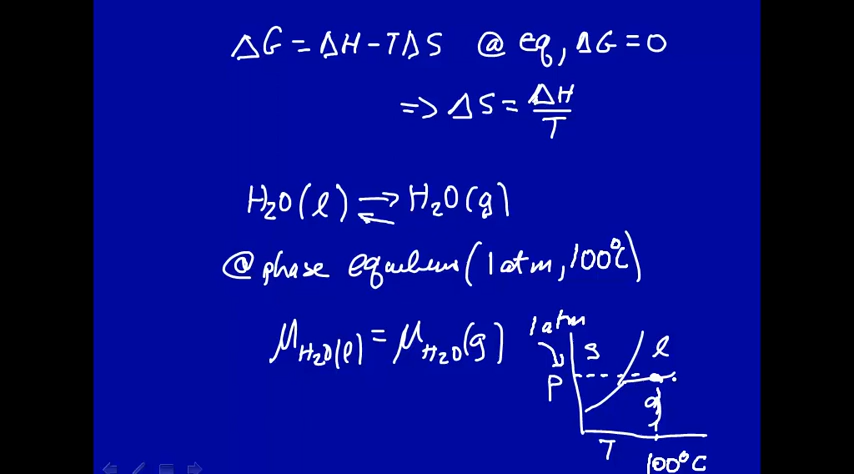 ΔG = ΔH - TΔS @ eq, ΔG = 0
=> ΔS = ΔH/T
H₂O(l) ⇌ H₂O(g)
@ phase equilibrium (1 atm, 100°C)
μH₂O(l) = μH₂O(g)
1 atm
s l
P
g
T
100°C